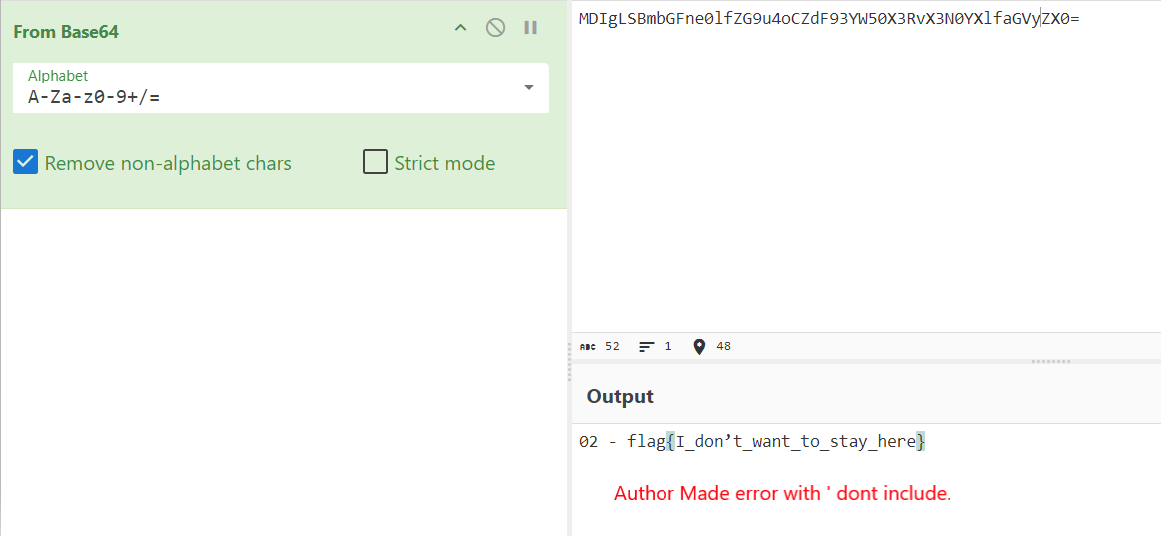 From Base64
Alphabet
A-Za-z0-9+/=
Remove non-alphabet chars
Strict mode
MDIgLSBmbGFne0lfZG9u4oCZdF93YW50X3RvX3N0YXlfaGVyZX0=
ABC 52 1 48
Output
02 - flag{I_don’t_want_to_stay_here}
Author Made error with ' dont include.